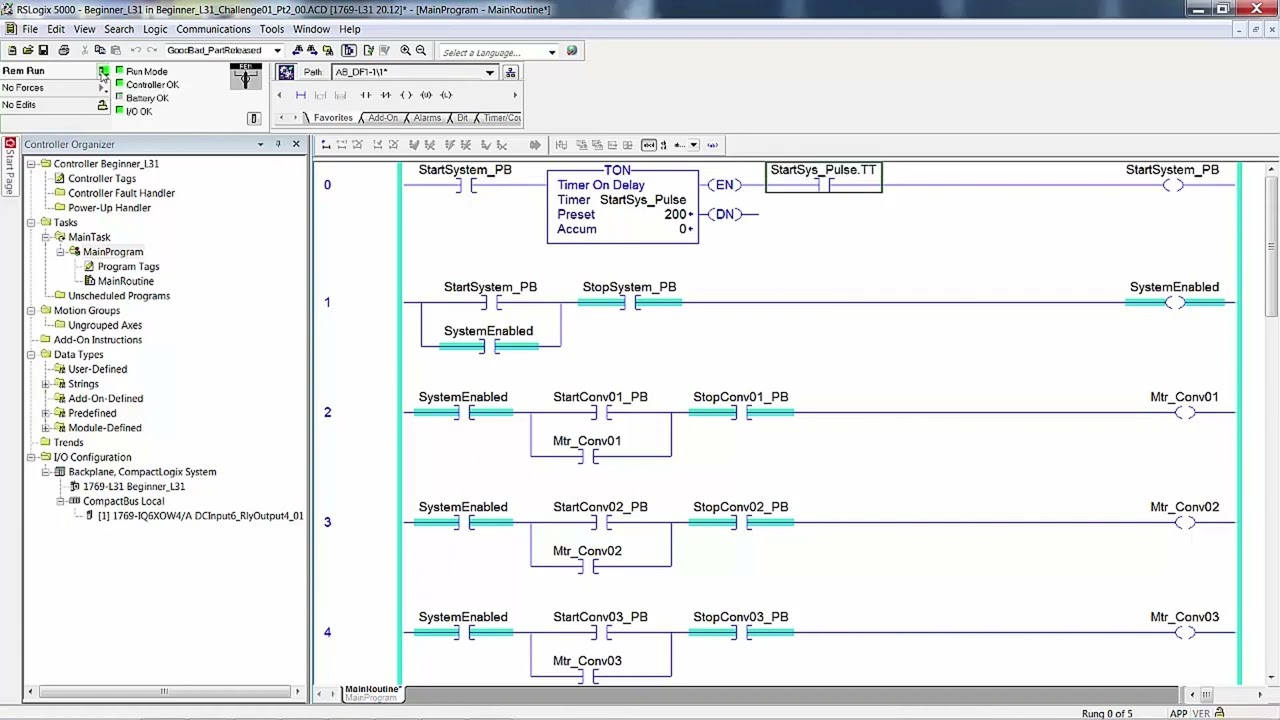 RSLogix 5000 - Beginner_L31 in Beginner_L31_Challenge01_Pt2_00.ACD [1769-L31 20.12]* - [MainProgram - MainRoutine*]
File Edit View Search Logic Communications Tools Window Help
GoodBad_PartReleased
Select a Language...
Rem Run
No Forces
No Edits
Run Mode
Controller OK
Battery OK
I/O OK
REM
Path: AB_DF1-1\1*
Favorites Add-On Alarms Bit Timer/Cou
Start Page
Controller Organizer
Controller Beginner_L31
Controller Tags
Controller Fault Handler
Power-Up Handler
Tasks
MainTask
MainProgram
Program Tags
MainRoutine
Unscheduled Programs
Motion Groups
Ungrouped Axes
Add-On Instructions
Data Types
User-Defined
Strings
Add-On-Defined
Predefined
Module-Defined
Trends
I/O Configuration
Backplane, CompactLogix System
1769-L31 Beginner_L31
CompactBus Local
[1] 1769-IQ6XOW4/A DCInput6_RlyOutput4_01
0
StartSystem_PB
TON
Timer On Delay
Timer StartSys_Pulse
Preset 200
Accum 0
EN
DN
StartSys_Pulse.TT
StartSystem_PB
1
StartSystem_PB
StopSystem_PB
SystemEnabled
SystemEnabled
2
SystemEnabled
StartConv01_PB
StopConv01_PB
Mtr_Conv01
Mtr_Conv01
3
SystemEnabled
StartConv02_PB
StopConv02_PB
Mtr_Conv02
Mtr_Conv02
4
SystemEnabled
StartConv03_PB
StopConv03_PB
Mtr_Conv03
Mtr_Conv03
MainRoutine*
MainProgram
Rung 0 of 5 APP VER